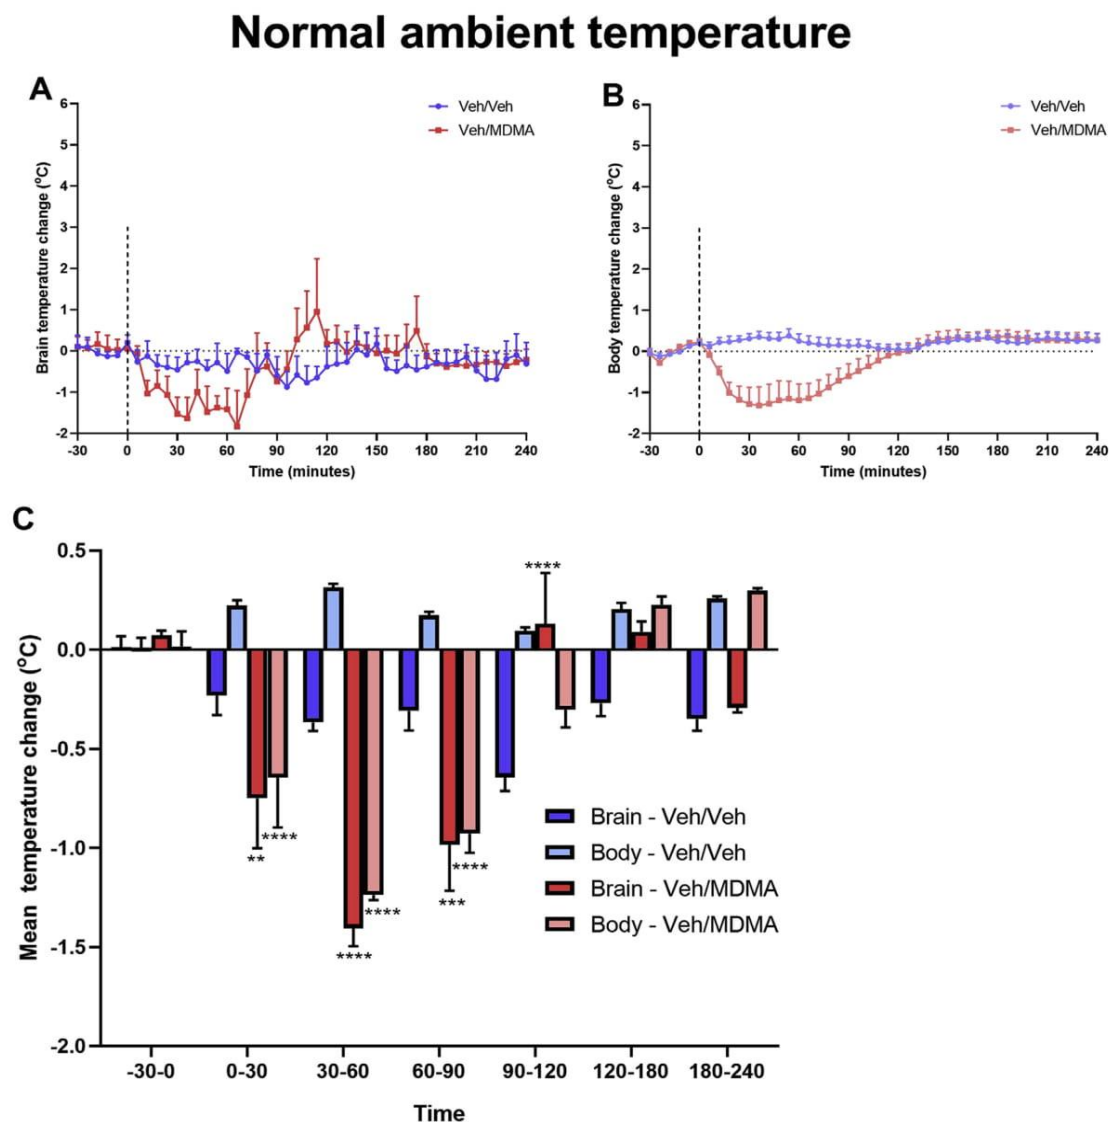 Normal ambient temperature
A
Veh/Veh
Veh/MDMA
Brain temperature change (°C)
6
5
4
3
2
1
0
-1
-2
-30 0 30 60 90 120 150 180 210 240
Time (minutes)
B
Veh/Veh
Veh/MDMA
Body temperature change (°C)
6
5
4
3
2
1
0
-1
-2
-30 0 30 60 90 120 150 180 210 240
Time (minutes)
C
Mean temperature change (°C)
0.5
0.0
-0.5
-1.0
-1.5
-2.0
****
** ****
**** ****
*** ****
Brain - Veh/Veh
Body - Veh/Veh
Brain - Veh/MDMA
Body - Veh/MDMA
-30-0 0-30 30-60 60-90 90-120 120-180 180-240
Time